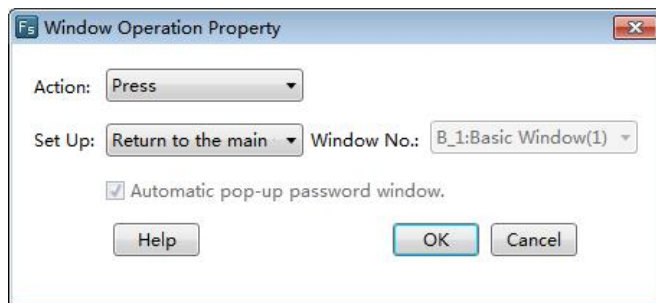 Fs Window Operation Property
Action: Press
Set Up: Return to the main Window No.: B_1:Basic Window(1)
Automatic pop-up password window.
Help OK Cancel